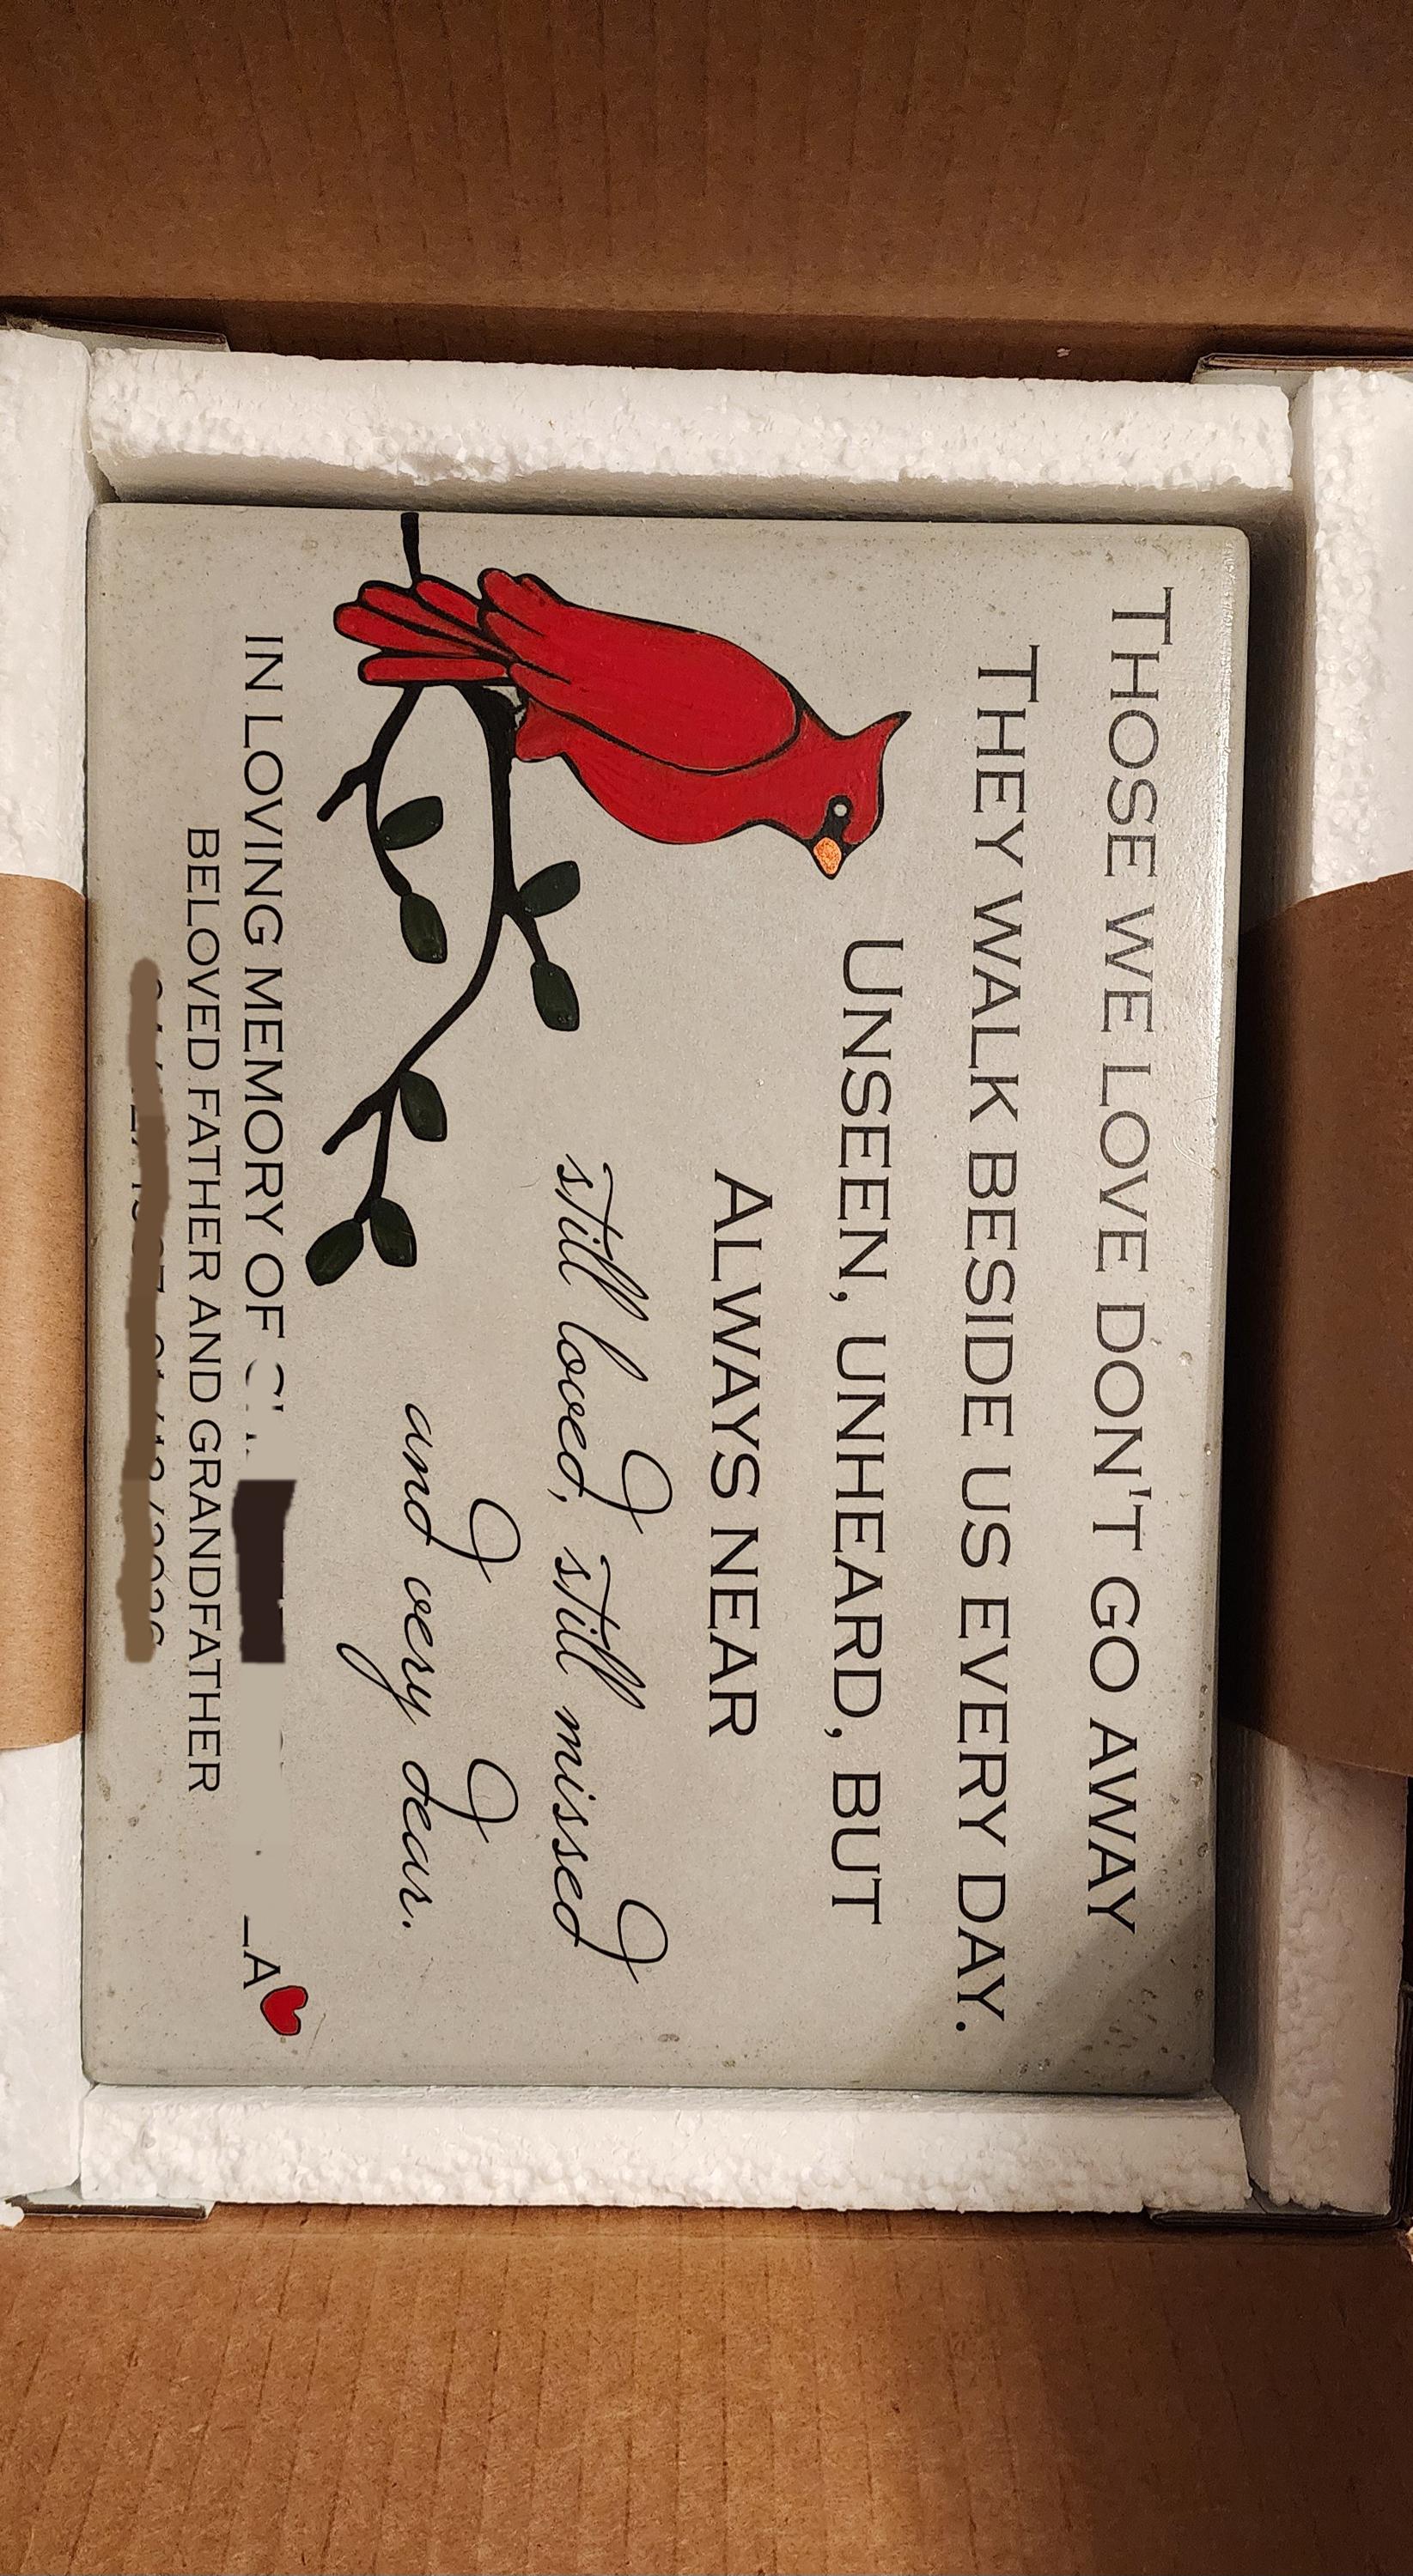 THOSE WE LOVE DON'T GO AWAY
THEY WALK BESIDE US EVERY DAY.
UNSEEN, UNHEARD, BUT
ALWAYS NEAR
still loved, still missed
and very dear.
IN LOVING MEMORY OF
BELOVED FATHER AND GRANDFATHER